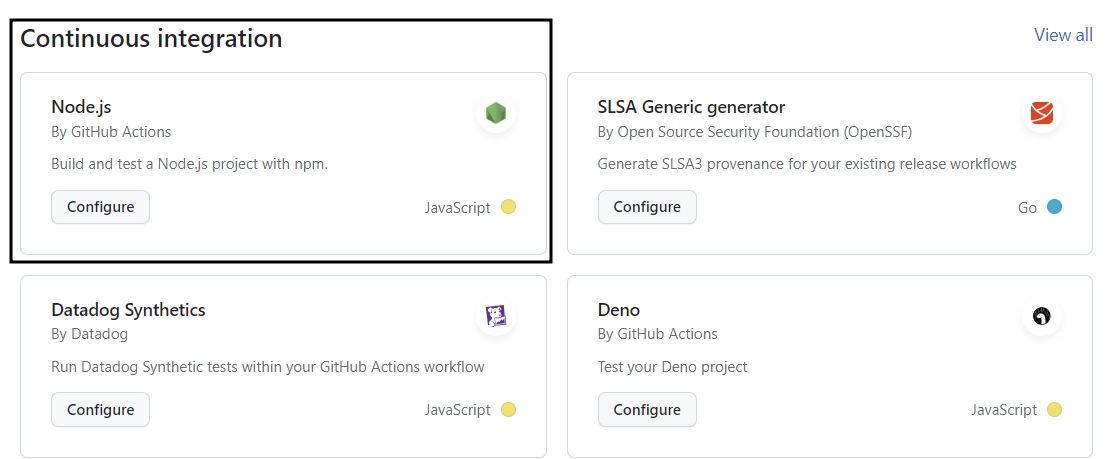 Continuous integration
View all
Node.js
By GitHub Actions
Build and test a Node.js project with npm.
Configure
JavaScript
SLSA Generic generator
By Open Source Security Foundation (OpenSSF)
Generate SLSA3 provenance for your existing release workflows
Configure
Go
Datadog Synthetics
By Datadog
Run Datadog Synthetic tests within your GitHub Actions workflow
Configure
JavaScript
Deno
By GitHub Actions
Test your Deno project
Configure
JavaScript